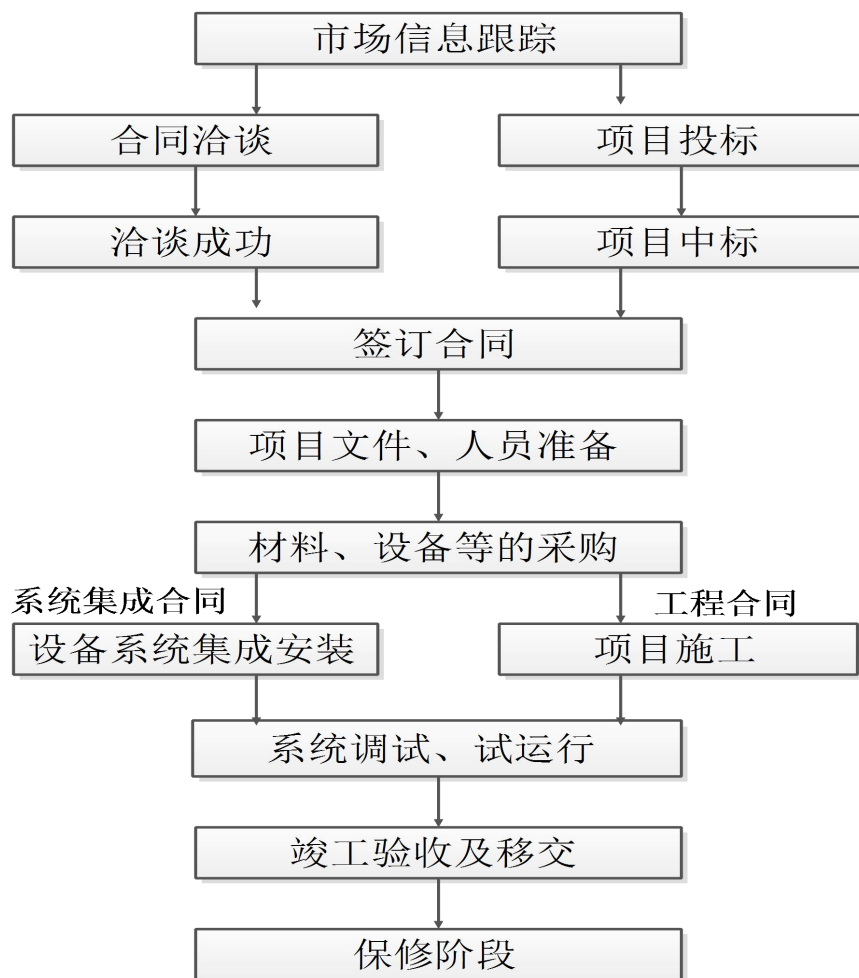 市场信息跟踪
合同洽谈
项目投标
洽谈成功
项目中标
签订合同
项目文件、人员准备
材料、设备等的采购
系统集成合同
工程合同
设备系统集成安装
项目施工
系统调试、试运行
竣工验收及移交
保修阶段